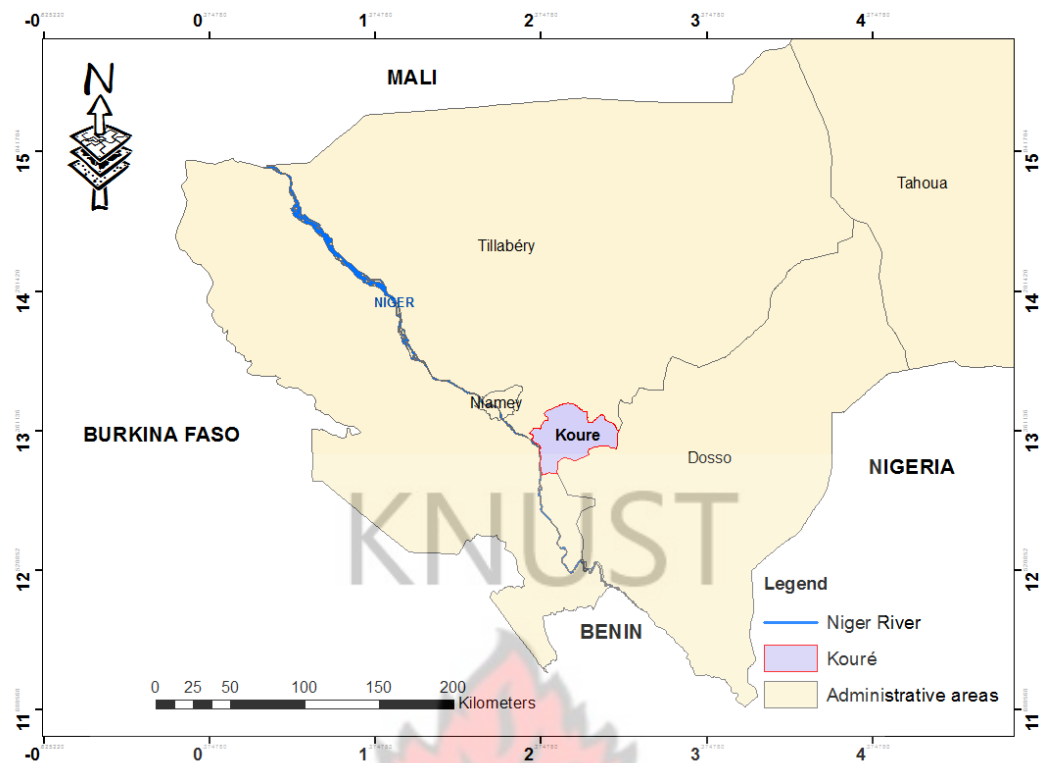 -0 0 1 2 3 4
MALI
N
15 15
Tahoua
Tillabéry
14 14
NIGER
Niamey
13 13
Koure
BURKINA FASO
Dosso
NIGERIA
KNUST
12 12
Legend
Niger River
BENIN
Kouré
0 25 50 100 150 200
Kilometers
Administrative areas
11 11
-0 0 1 2 3 4